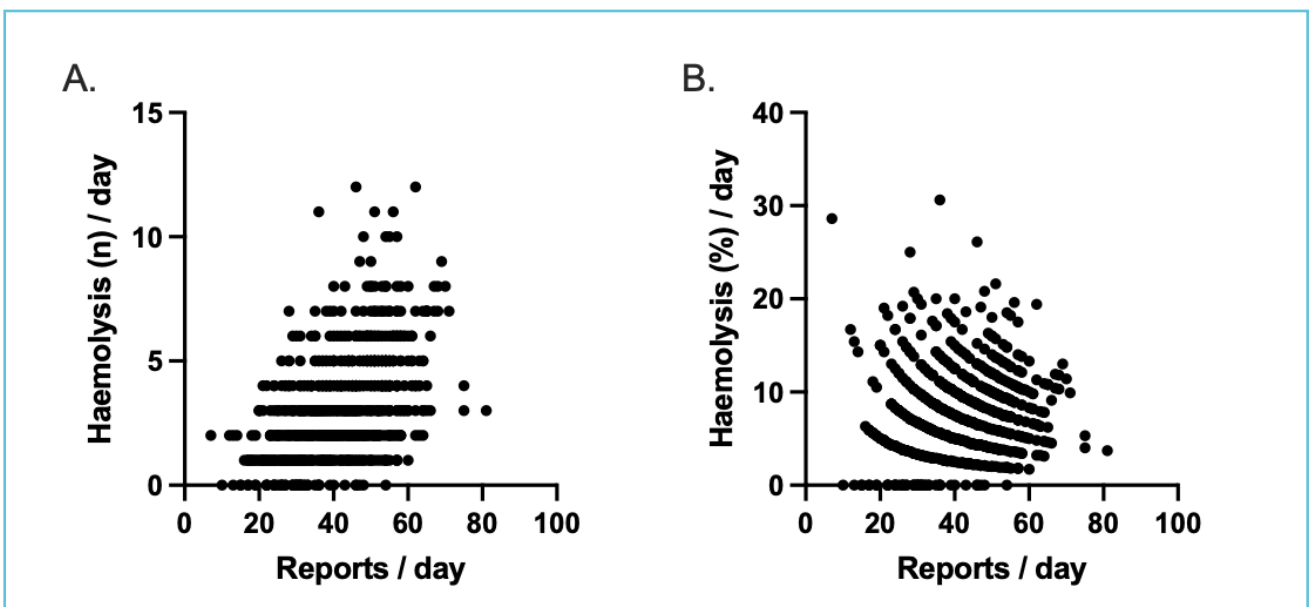 A.
Haemolysis (n) / day
15
10
5
0
0 20 40 60 80 100
Reports / day
B.
Haemolysis (%) / day
40
30
20
10
0
0 20 40 60 80 100
Reports / day